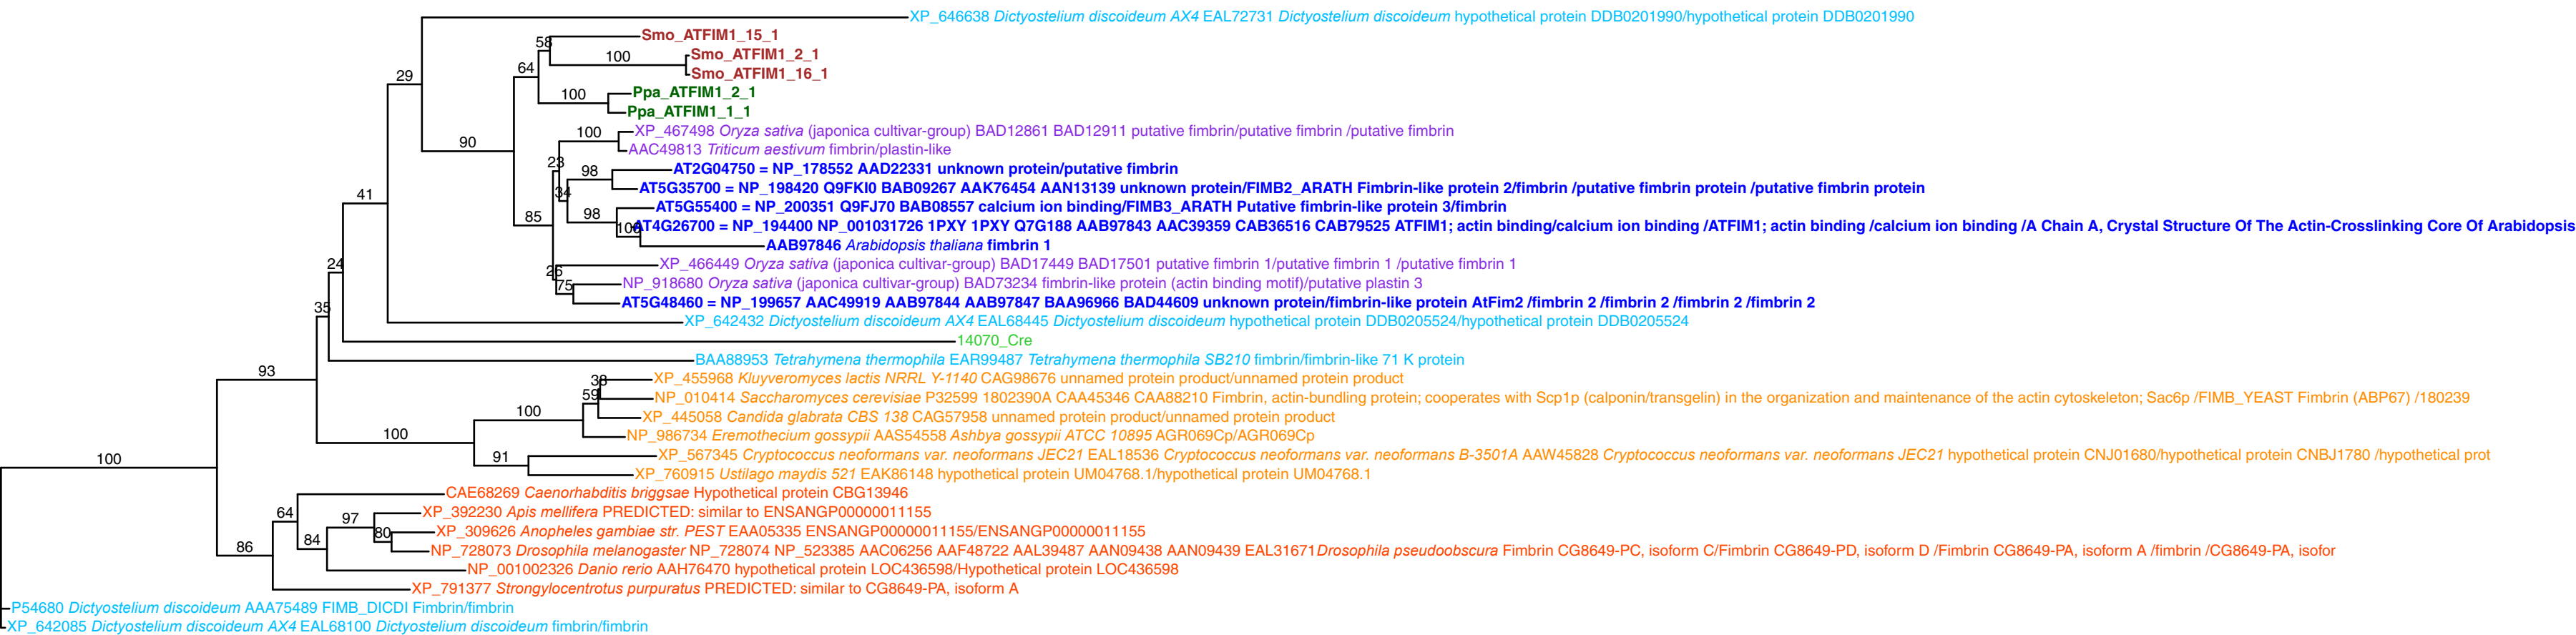 XP_646638 Dictyostelium discoideum AX4 EAL72731 Dictyostelium discoideum hypothetical protein DDB0201990/hypothetical protein DDB0201990
Smo_ATFIM1_15_1
58
Smo_ATFIM1_2_1
100
64
Smo_ATFIM1_16_1
29
Ppa_ATFIM1_2_1
100
Ppa_ATFIM1_1_1
XP_467498 Oryza sativa (japonica cultivar-group) BAD12861 BAD12911 putative fimbrin/putative fimbrin /putative fimbrin
100
90
AAC49813 Triticum aestivum fimbrin/plastin-like
23
AT2G04750 = NP_178552 AAD22331 unknown protein/putative fimbrin
98
AT5G35700 = NP_198420 Q9FKI0 BAB09267 AAK76454 AAN13139 unknown protein/FIMB2_ARATH Fimbrin-like protein 2/fimbrin /putative fimbrin protein /putative fimbrin protein
34
41
AT5G55400 = NP_200351 Q9FJ70 BAB08557 calcium ion binding/FIMB3_ARATH Putative fimbrin-like protein 3/fimbrin
98
85
AT4G26700 = NP_194400 NP_001031726 1PXY 1PXY Q7G188 AAB97843 AAC39359 CAB36516 CAB79525 ATFIM1; actin binding/calcium ion binding /ATFIM1; actin binding /calcium ion binding /A Chain A, Crystal Structure Of The Actin-Crosslinking Core Of Arabidopsis
100
AAB97846 Arabidopsis thaliana fimbrin 1
24
XP_466449 Oryza sativa (japonica cultivar-group) BAD17449 BAD17501 putative fimbrin 1/putative fimbrin 1 /putative fimbrin 1
26
NP_918680 Oryza sativa (japonica cultivar-group) BAD73234 fimbrin-like protein (actin binding motif)/putative plastin 3
75
AT5G48460 = NP_199657 AAC49919 AAB97844 AAB97847 BAA96966 BAD44609 unknown protein/fimbrin-like protein AtFim2 /fimbrin 2 /fimbrin 2 /fimbrin 2 /fimbrin 2
35
XP_642432 Dictyostelium discoideum AX4 EAL68445 Dictyostelium discoideum hypothetical protein DDB0205524/hypothetical protein DDB0205524
14070_Cre
BAA88953 Tetrahymena thermophila EAR99487 Tetrahymena thermophila SB210 fimbrin/fimbrin-like 71 K protein
93
XP_455968 Kluyveromyces lactis NRRL Y-1140 CAG98676 unnamed protein product/unnamed protein product
38
59
NP_010414 Saccharomyces cerevisiae P32599 1802390A CAA45346 CAA88210 Fimbrin, actin-bundling protein; cooperates with Scp1p (calponin/transgelin) in the organization and maintenance of the actin cytoskeleton; Sac6p /FIMB_YEAST Fimbrin (ABP67) /180239
100
XP_445058 Candida glabrata CBS 138 CAG57958 unnamed protein product/unnamed protein product
100
NP_986734 Eremothecium gossypii AAS54558 Ashbya gossypii ATCC 10895 AGR069Cp/AGR069Cp
XP_567345 Cryptococcus neoformans var. neoformans JEC21 EAL18536 Cryptococcus neoformans var. neoformans B-3501A AAW45828 Cryptococcus neoformans var. neoformans JEC21 hypothetical protein CNJ01680/hypothetical protein CNBJ1780 /hypothetical prot
91
100
XP_760915 Ustilago maydis 521 EAK86148 hypothetical protein UM04768.1/hypothetical protein UM04768.1
CAE68269 Caenorhabditis briggsae Hypothetical protein CBG13946
64
XP_392230 Apis mellifera PREDICTED: similar to ENSANGP00000011155
97
XP_309626 Anopheles gambiae str. PEST EAA05335 ENSANGP00000011155/ENSANGP00000011155
80
84
86
NP_728073 Drosophila melanogaster NP_728074 NP_523385 AAC06256 AAF48722 AAL39487 AAN09438 AAN09439 EAL31671 Drosophila pseudoobscura Fimbrin CG8649-PC, isoform C/Fimbrin CG8649-PD, isoform D /Fimbrin CG8649-PA, isoform A /fimbrin /CG8649-PA, isofor
NP_001002326 Danio rerio AAH76470 hypothetical protein LOC436598/Hypothetical protein LOC436598
XP_791377 Strongylocentrotus purpuratus PREDICTED: similar to CG8649-PA, isoform A
P54680 Dictyostelium discoideum AAA75489 FIMB_DICDI Fimbrin/fimbrin
XP_642085 Dictyostelium discoideum AX4 EAL68100 Dictyostelium discoideum fimbrin/fimbrin